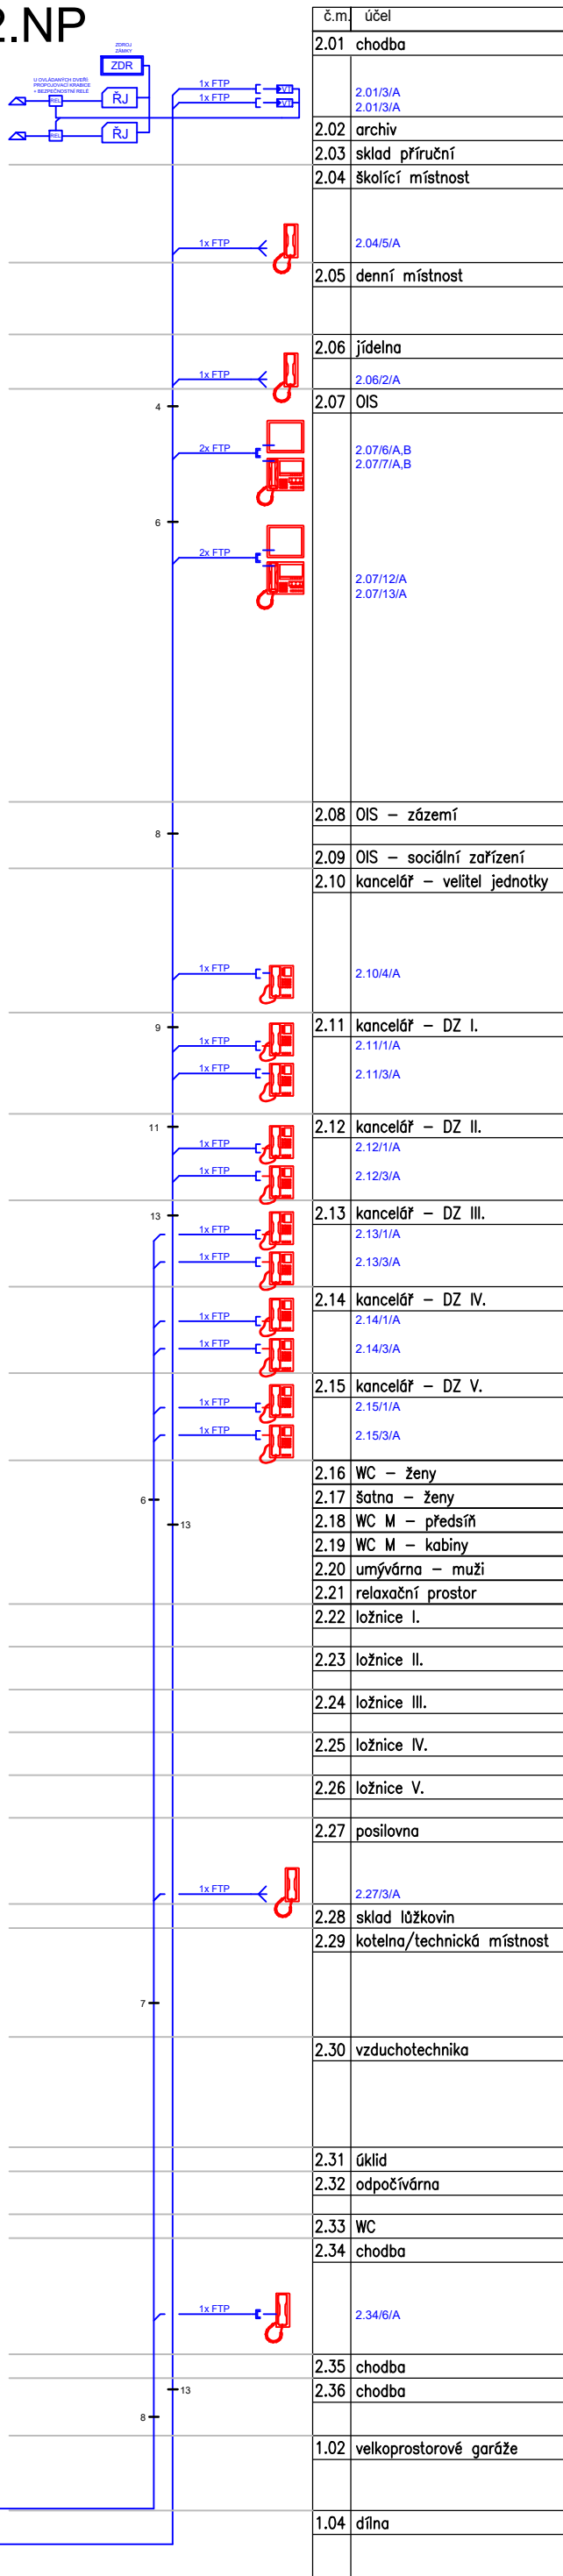 2.NP
č.m. účel
2.01 chodba
ZDROJ
ZÁMKY
ZDR
U OVLÁDANÝCH DVEŘÍ
PROPOJOVACÍ KRABICE
+ BEZPEČNOSTNÍ RELÉ
REL ŘJ
1x FTP VT 2.01/3/A
1x FTP VT 2.01/3/A
REL ŘJ
2.02 archiv
2.03 sklad příruční
2.04 školící místnost
1x FTP 2.04/5/A
2.05 denní místnost
2.06 jídelna
1x FTP 2.06/2/A
2.07 OIS
4
2x FTP 2.07/6/A,B
2.07/7/A,B
6
2x FTP
2.07/12/A
2.07/13/A
2.08 OIS – zázemí
8
2.09 OIS – sociální zařízení
2.10 kancelář – velitel jednotky
1x FTP 2.10/4/A
9
2.11 kancelář – DZ I.
1x FTP 2.11/1/A
1x FTP 2.11/3/A
11
2.12 kancelář – DZ II.
1x FTP 2.12/1/A
1x FTP 2.12/3/A
13
2.13 kancelář – DZ III.
1x FTP 2.13/1/A
1x FTP 2.13/3/A
2.14 kancelář – DZ IV.
1x FTP 2.14/1/A
1x FTP 2.14/3/A
2.15 kancelář – DZ V.
1x FTP 2.15/1/A
1x FTP 2.15/3/A
2.16 WC – ženy
2.17 šatna – ženy
6
2.18 WC M – předsíň
13
2.19 WC M – kabiny
2.20 umývárna – muži
2.21 relaxační prostor
2.22 ložnice I.
2.23 ložnice II.
2.24 ložnice III.
2.25 ložnice IV.
2.26 ložnice V.
2.27 posilovna
1x FTP 2.27/3/A
2.28 sklad lůžkovin
2.29 kotelna/technická místnost
7
2.30 vzduchotechnika
2.31 úklid
2.32 odpočívárna
2.33 WC
2.34 chodba
1x FTP 2.34/6/A
2.35 chodba
2.36 chodba
13
8
1.02 velkoprostorové garáže
1.04 dílna